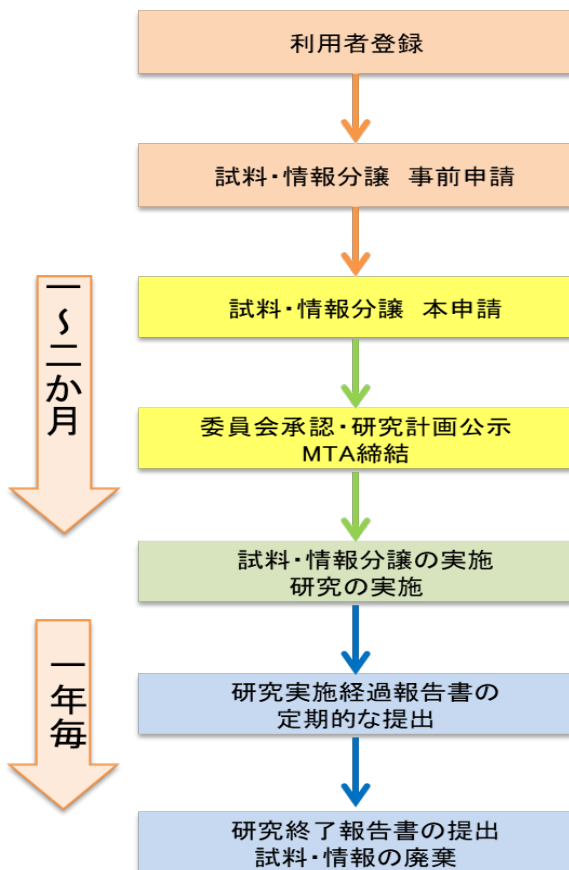 利用者登録
試料・情報分譲 事前申請
試料・情報分譲 本申請
一～二か月
委員会承認・研究計画公示
MTA締結
試料・情報分譲の実施
研究の実施
一年毎
研究実施経過報告書の
定期的な提出
研究終了報告書の提出
試料・情報の廃棄